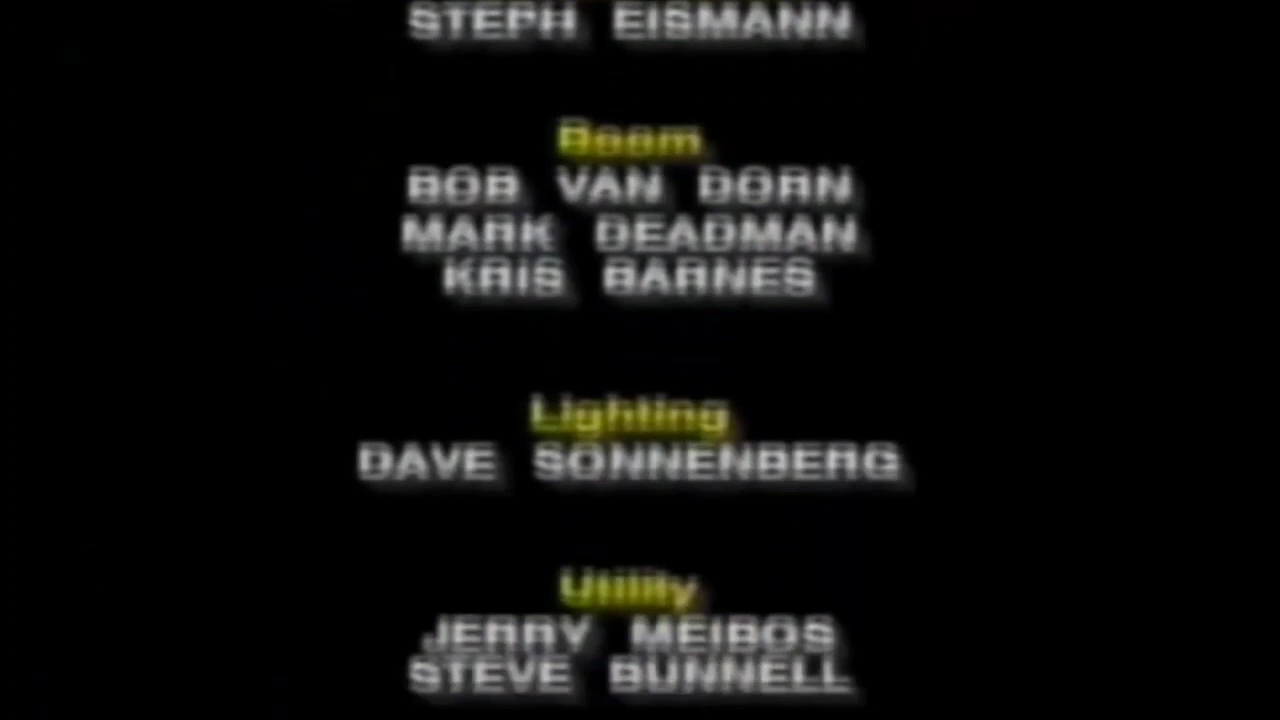 STEPH EISMANN
Boom
BOB VAN DORN
MARK DEADMAN
KRIS BARNES
Lighting
DAVE SONNENBERG
Utility
JERRY MEIBOS
STEVE BUNNELL